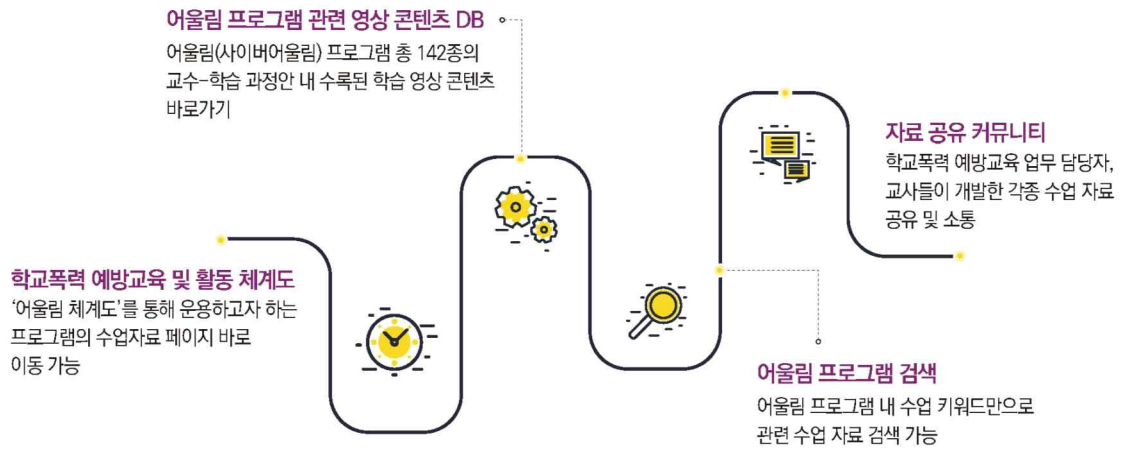 어울림 프로그램 관련 영상 콘텐츠 DB
어울림(사이버어울림) 프로그램 총 142종의
교수-학습 과정안 내 수록된 학습 영상 콘텐츠
바로가기
자료 공유 커뮤니티
학교폭력 예방교육 업무 담당자,
교사들이 개발한 각종 수업 자료
공유 및 소통
학교폭력 예방교육 및 활동 체계도
‘어울림 체계도’를 통해 운용하고자 하는
프로그램의 수업자료 페이지 바로
이동 가능
어울림 프로그램 검색
어울림 프로그램 내 수업 키워드만으로
관련 수업 자료 검색 가능